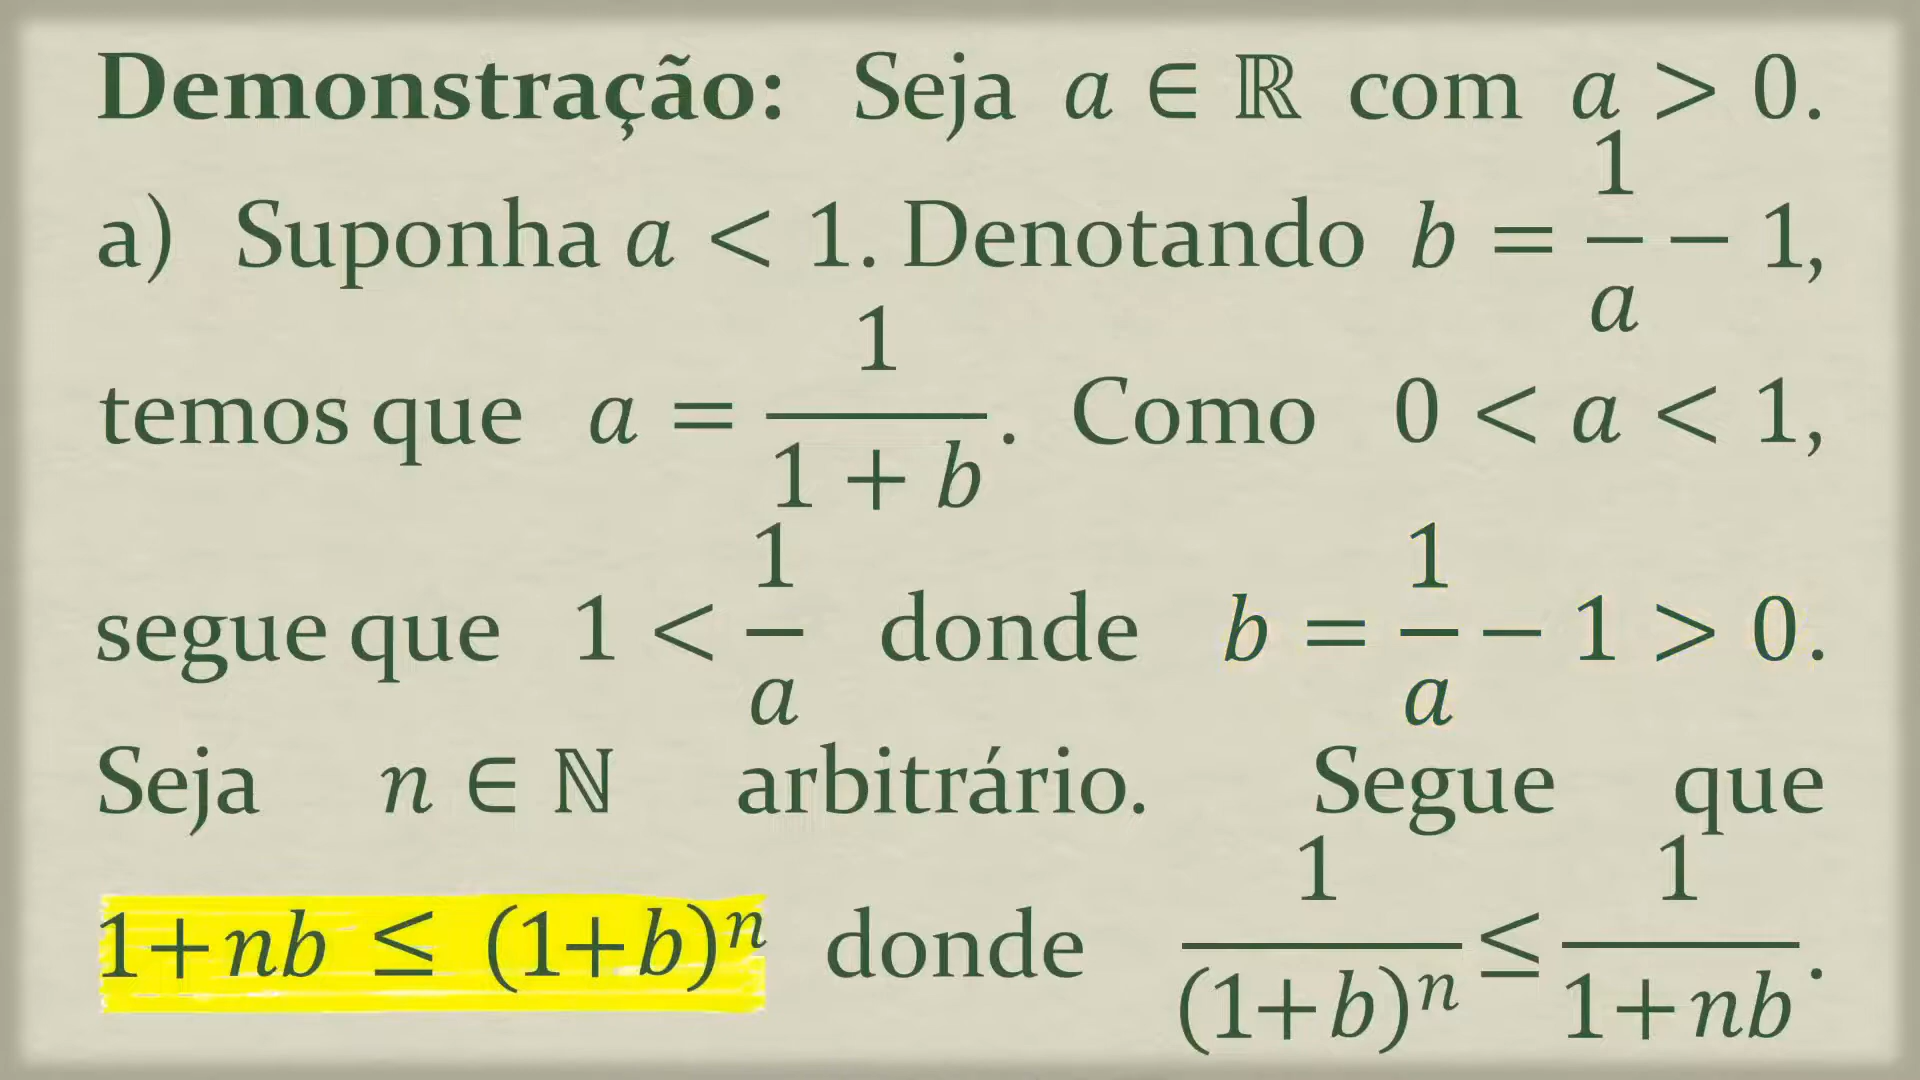 Demonstração: Seja a ∈ ℝ com a > 0.
a) Suponha a < 1. Denotando b = 1/a − 1,
temos que a = 1/(1 + b). Como 0 < a < 1,
segue que 1 < 1/a donde b = 1/a − 1 > 0.
Seja n ∈ ℕ arbitrário. Segue que
1+nb ≤ (1+b)ⁿ donde 1/(1+b)ⁿ ≤ 1/(1+nb).